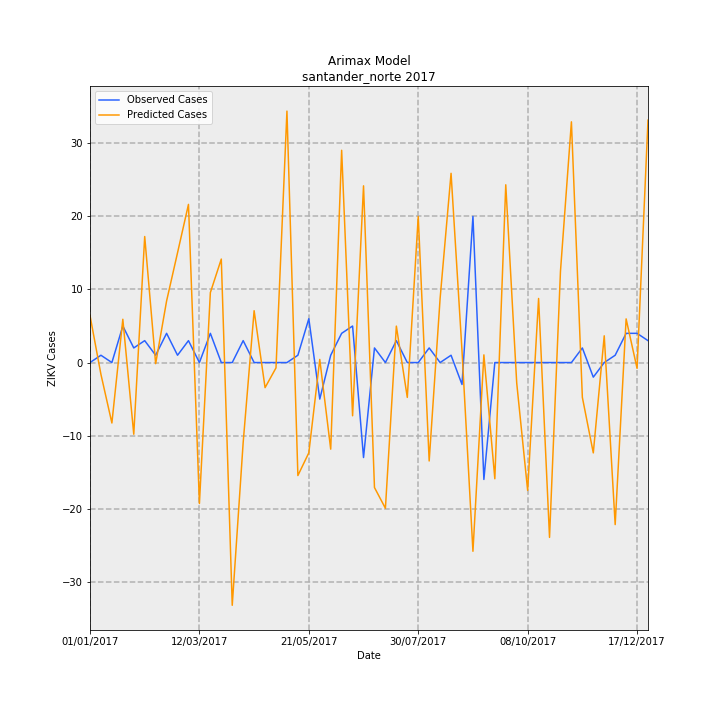 Arimax Model
santander_norte 2017
Observed Cases
Predicted Cases
ZIKV Cases
30
20
10
0
−10
−20
−30
01/01/2017 12/03/2017 21/05/2017 30/07/2017 08/10/2017 17/12/2017
Date